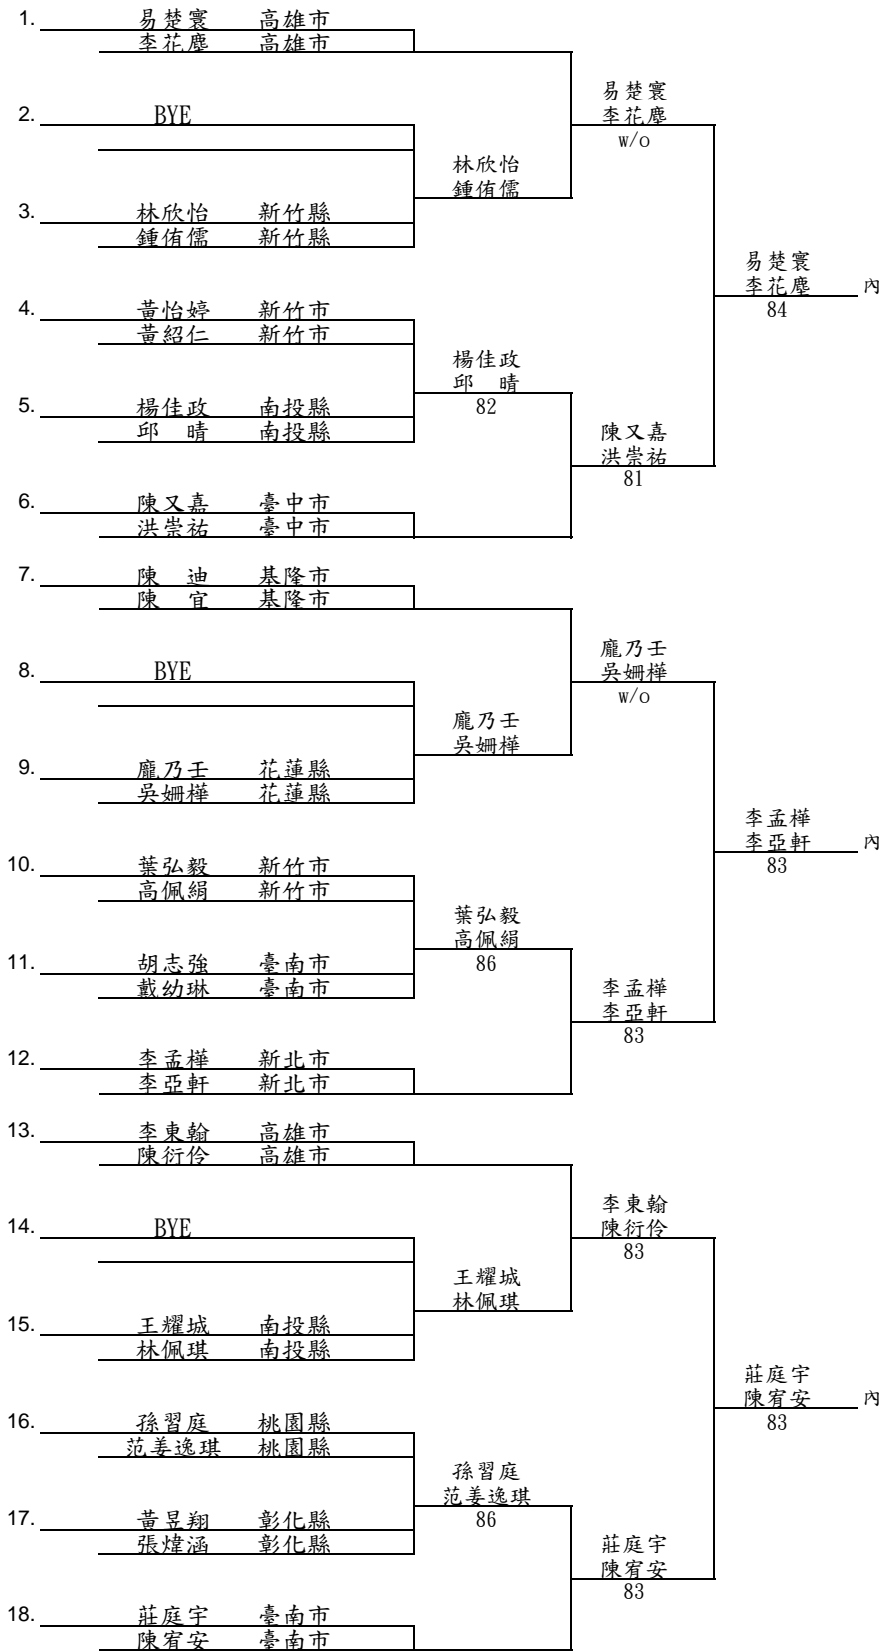 1. 易楚寰 高雄市
李花塵 高雄市
易楚寰
2. BYE 李花塵
w/o
林欣怡
鍾侑儒
3. 林欣怡 新竹縣
鍾侑儒 新竹縣
易楚寰
李花塵 內
4. 黃怡婷 新竹市 84
黃紹仁 新竹市
楊佳政
邱 晴
5. 楊佳政 南投縣 82
邱 晴 南投縣 陳又嘉
洪崇祐
81
6. 陳又嘉 臺中市
洪崇祐 臺中市
7. 陳 迪 基隆市
陳 宜 基隆市
龐乃壬
8. BYE 吳姍樺
w/o
龐乃壬
吳姍樺
9. 龐乃壬 花蓮縣
吳姍樺 花蓮縣
李孟樺
李亞軒 內
10. 葉弘毅 新竹市 83
高佩絹 新竹市
葉弘毅
高佩絹
11. 胡志強 臺南市 86
戴幼琳 臺南市 李孟樺
李亞軒
83
12. 李孟樺 新北市
李亞軒 新北市
13. 李東翰 高雄市
陳衍伶 高雄市
李東翰
14. BYE 陳衍伶
83
王耀城
林佩琪
15. 王耀城 南投縣
林佩琪 南投縣
莊庭宇
陳宥安 內
16. 孫習庭 桃園縣 83
范姜逸琪 桃園縣
孫習庭
范姜逸琪
17. 黃昱翔 彰化縣 86
張煒涵 彰化縣 莊庭宇
陳宥安
83
18. 莊庭宇 臺南市
陳宥安 臺南市